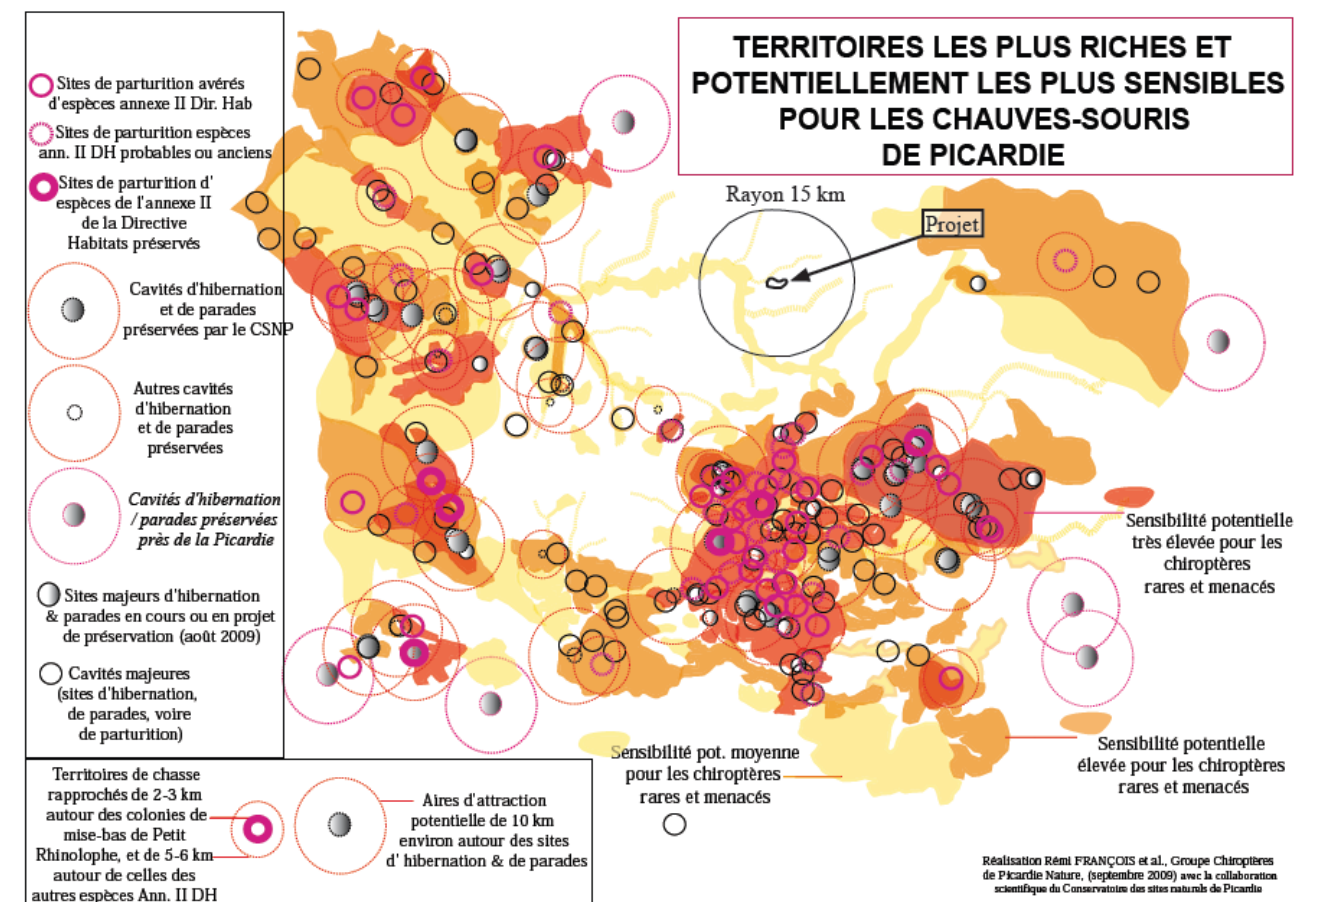 TERRITOIRES LES PLUS RICHES ET
POTENTIELLEMENT LES PLUS SENSIBLES
POUR LES CHAUVES-SOURIS
DE PICARDIE
Sites de parturition avérés
d'espèces annexe II Dir. Hab
Sites de parturition espèces
ann. II DH probables ou anciens
Sites de parturition d'
espèces de l'annexe II
de la Directive
Habitats préservés
Cavités d'hibernation
et de parades
préservées par le CSNP
Autres cavités
d'hibernation
et de parades
préservées
Cavités d'hibernation
/ parades préservées
près de la Picardie
Sites majeurs d'hibernation
& parades en cours ou en projet
de préservation (août 2009)
Cavités majeures
(sites d'hibernation,
de parades, voire
de parturition)
Territoires de chasse
rapprochés de 2-3 km
autour des colonies de
mise-bas de Petit
Rhinolophe, et de 5-6 km
autour de celles des
autres espèces Ann. II DH
Aires d'attraction
potentielle de 10 km
environ autour des sites
d' hibernation & de parades
Rayon 15 km
Projet
Sensibilité potentielle
très élevée pour les
chiroptères
rares et menacés
Sensibilité pot. moyenne
pour les chiroptères
rares et menacés
Sensibilité potentielle
élevée pour les chiroptères
rares et menacés
Réalisation Rémi FRANÇOIS et al., Groupe Chiroptères
de Picardie Nature, (septembre 2009) avec la collaboration
scientifique du Conservatoire des sites naturels de Picardie